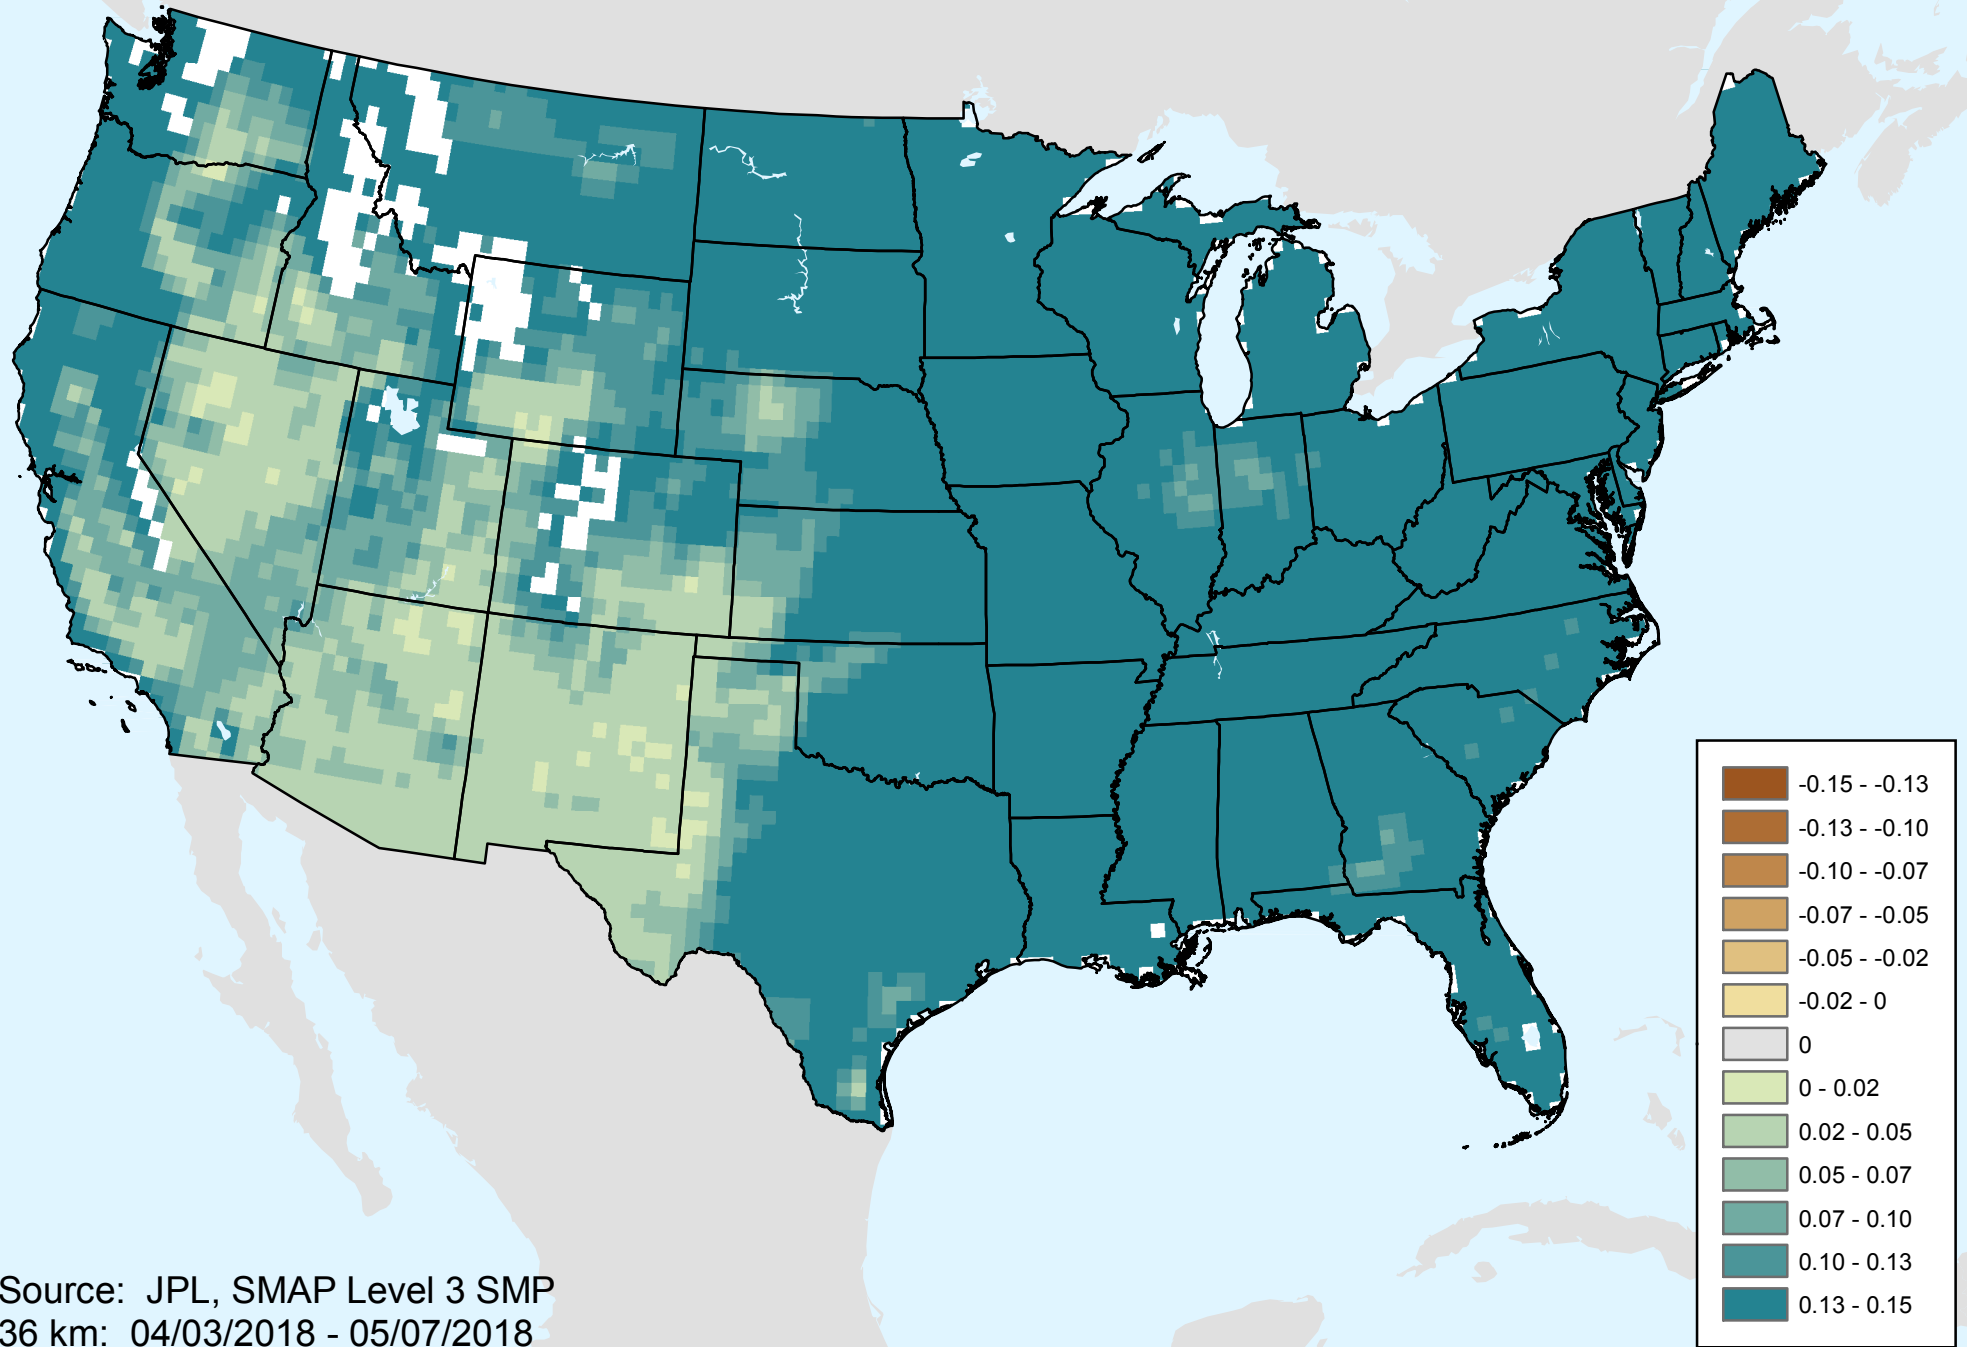 -0.15 - -0.13
-0.13 - -0.10
-0.10 - -0.07
-0.07 - -0.05
-0.05 - -0.02
-0.02 - 0
0
0 - 0.02
0.02 - 0.05
0.05 - 0.07
0.07 - 0.10
0.10 - 0.13
0.13 - 0.15
Source: JPL, SMAP Level 3 SMP
36 km: 04/03/2018 - 05/07/2018